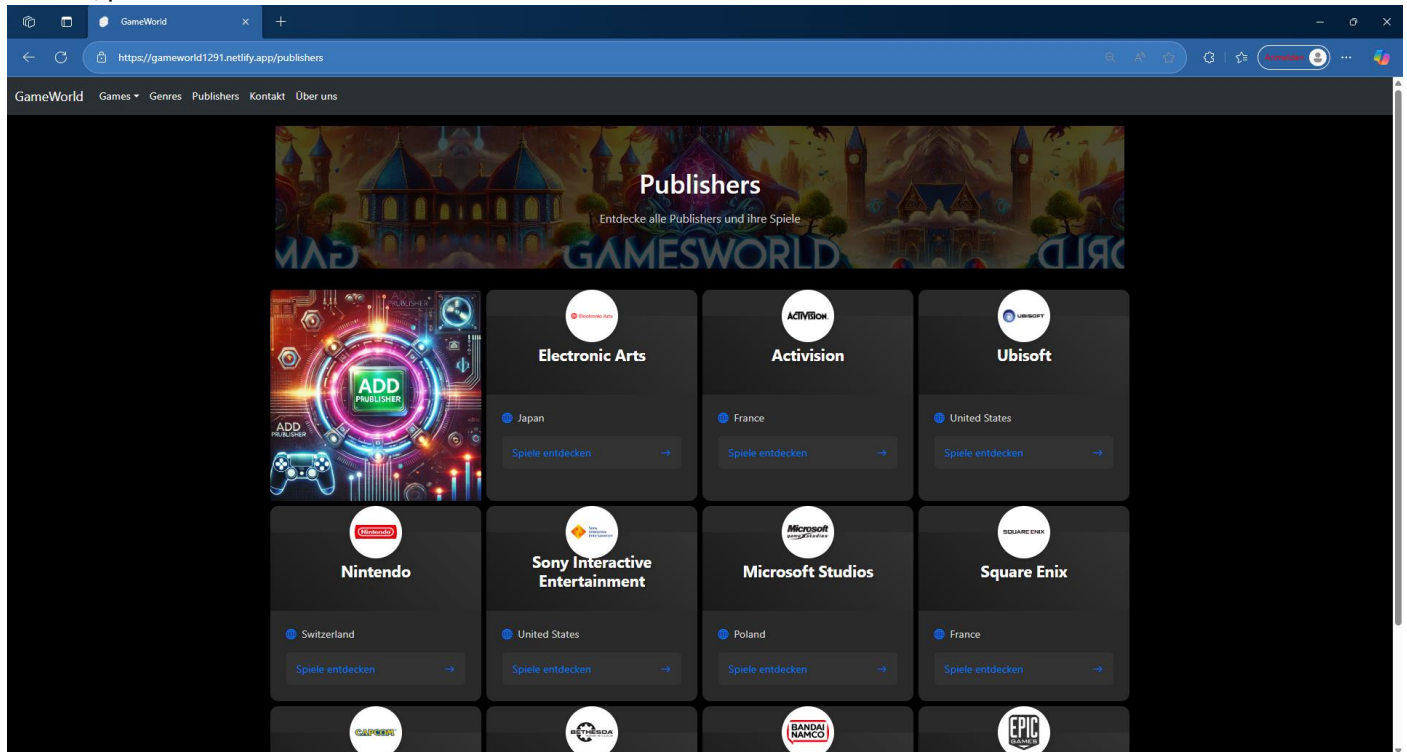 GameWorld
https://gameworld1291.netlify.app/publishers
GameWorld Games Genres Publishers Kontakt Über uns
Publishers
Entdecke alle Publishers und ihre Spiele
GAMESWORLD
ADD
PRUBLISHER
ADD
PRUBLISHER
Electronic Arts
Electronic Arts
Japan
Spiele entdecken →
ACTIVISION
Activision
France
Spiele entdecken →
UBISOFT
Ubisoft
United States
Spiele entdecken →
Nintendo
Nintendo
Switzerland
Spiele entdecken →
Sony
Interactive
Entertainment
Sony Interactive
Entertainment
United States
Spiele entdecken →
Microsoft
game studios
Microsoft Studios
Poland
Spiele entdecken →
SQUARE ENIX
Square Enix
France
Spiele entdecken →
CAPCOM
BETHESDA
BANDAI
NAMCO
EPIC
GAMES